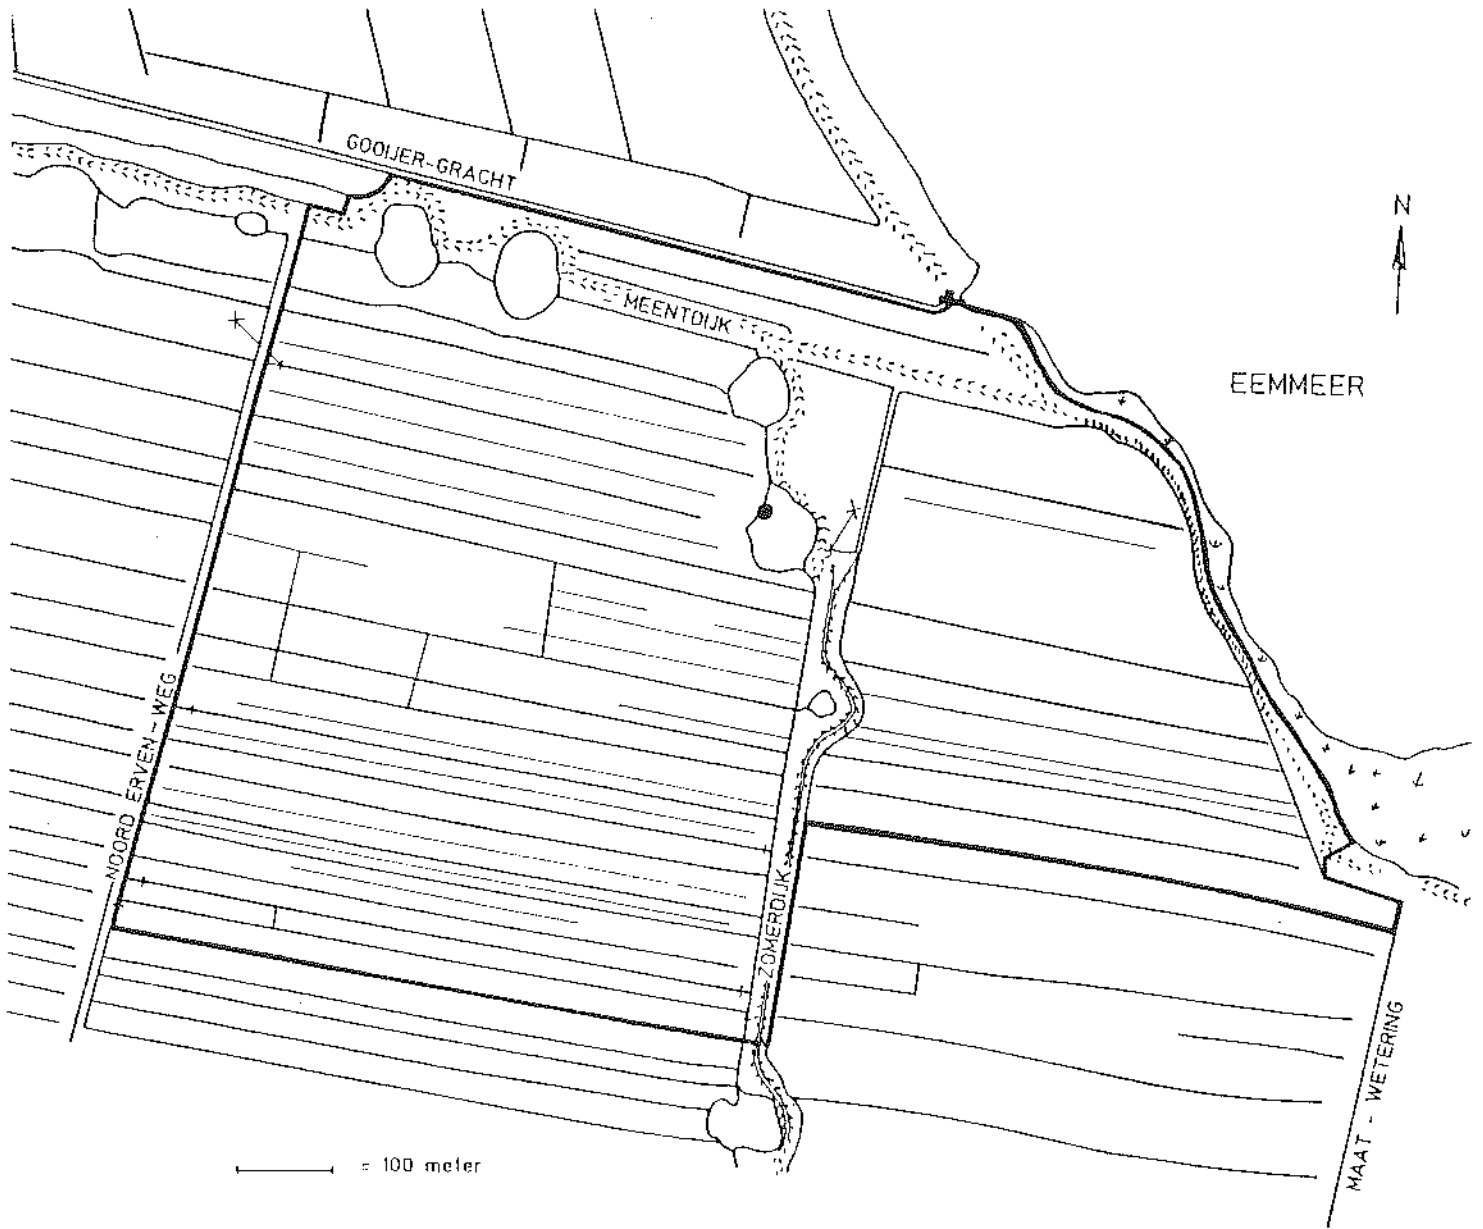 GOOIJER-GRACHT
N
MEENTDIJK
EEMMEER
NOORD ERVEN-WEG
ZOMERDIJK
MAAT - WETERING
= 100 meter